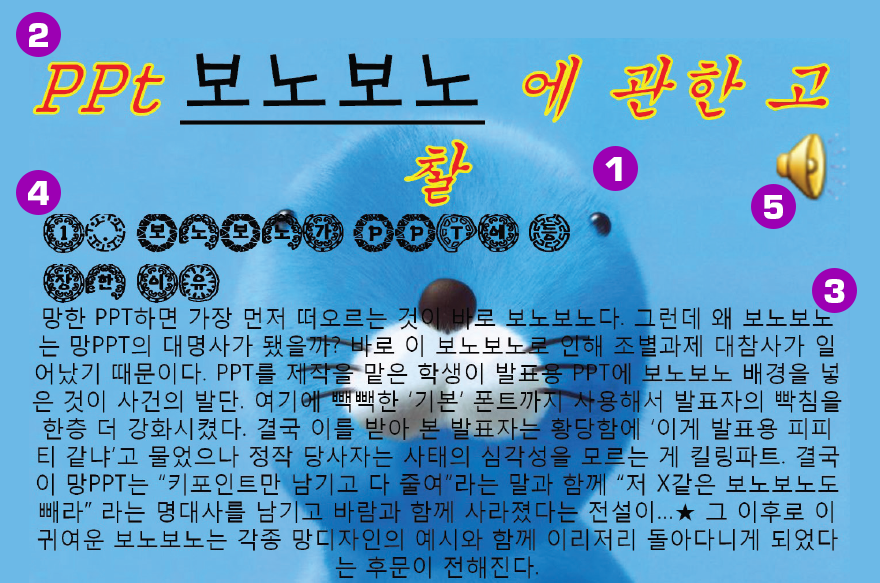 2
PPt 보노보노 에 관한 고
찰
1
4
5
1. 보노보노가 PPT에 등
장한 이유
3
망한 PPT하면 가장 먼저 떠오르는 것이 바로 보노보노다. 그런데 왜 보노보노
는 망PPT의 대명사가 됐을까? 바로 이 보노보노로 인해 조별과제 대참사가 일
어났기 때문이다. PPT를 제작을 맡은 학생이 발표용 PPT에 보노보노 배경을 넣
은 것이 사건의 발단. 여기에 빽빽한 ‘기본’ 폰트까지 사용해서 발표자의 빡침을
한층 더 강화시켰다. 결국 이를 받아 본 발표자는 황당함에 ‘이게 발표용 피피
티 같냐’고 물었으나 정작 당사자는 사태의 심각성을 모르는 게 킬링파트. 결국
이 망PPT는 “키포인트만 남기고 다 줄여”라는 말과 함께 “저 X같은 보노보노도
빼라” 라는 명대사를 남기고 바람과 함께 사라졌다는 전설이...★ 그 이후로 이
귀여운 보노보노는 각종 망디자인의 예시와 함께 이리저리 돌아다니게 되었다
는 후문이 전해진다.